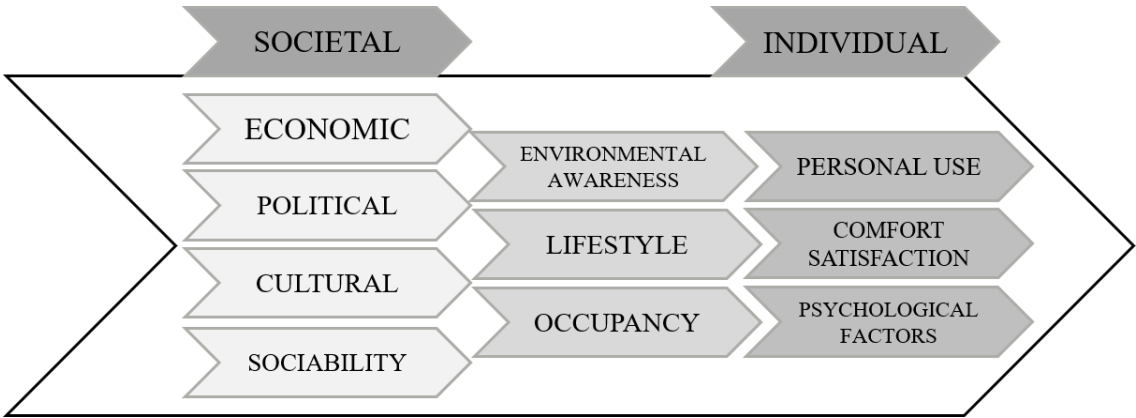 SOCIETAL
INDIVIDUAL
ECONOMIC
POLITICAL
CULTURAL
SOCIABILITY
ENVIRONMENTAL
AWARENESS
LIFESTYLE
OCCUPANCY
PERSONAL USE
COMFORT
SATISFACTION
PSYCHOLOGICAL
FACTORS